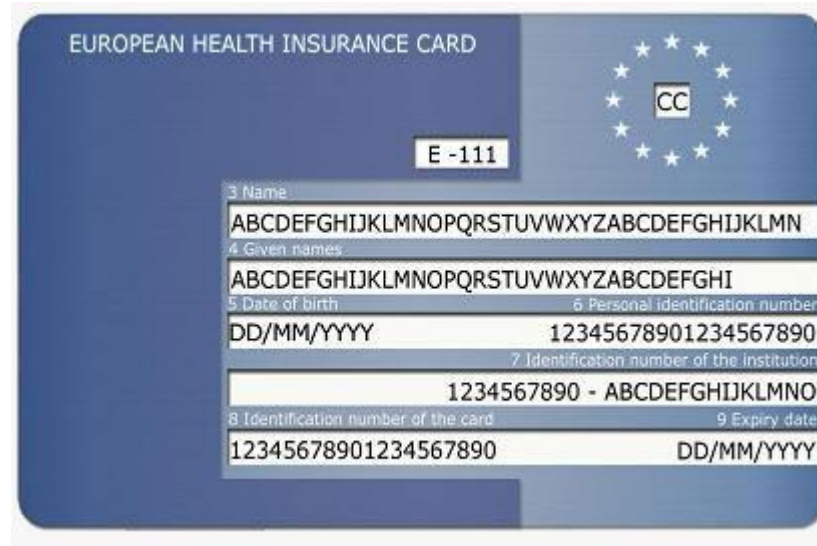 EUROPEAN HEALTH INSURANCE CARD
CC
E -111
3 Name
ABCDEFGHIJKLMNOPQRSTUVWXYZABCDEFGHIJKLMN
4 Given names
ABCDEFGHIJKLMNOPQRSTUVWXYZABCDEFGHI
5 Date of birth 6 Personal identification number
DD/MM/YYYY 12345678901234567890
7 Identification number of the institution
1234567890 - ABCDEFGHIJKLMNO
8 Identification number of the card 9 Expiry date
12345678901234567890 DD/MM/YYYY